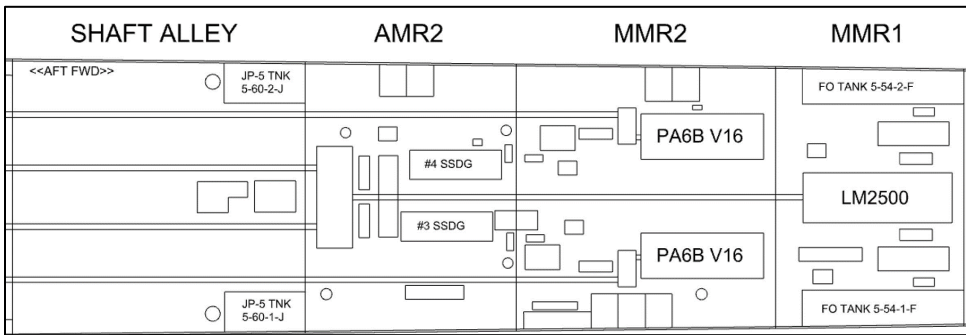 SHAFT ALLEY
AMR2
MMR2
MMR1
<<AFT FWD>>
JP-5 TNK
5-60-2-J
FO TANK 5-54-2-F
PA6B V16
#4 SSDG
LM2500
#3 SSDG
PA6B V16
JP-5 TNK
5-60-1-J
FO TANK 5-54-1-F